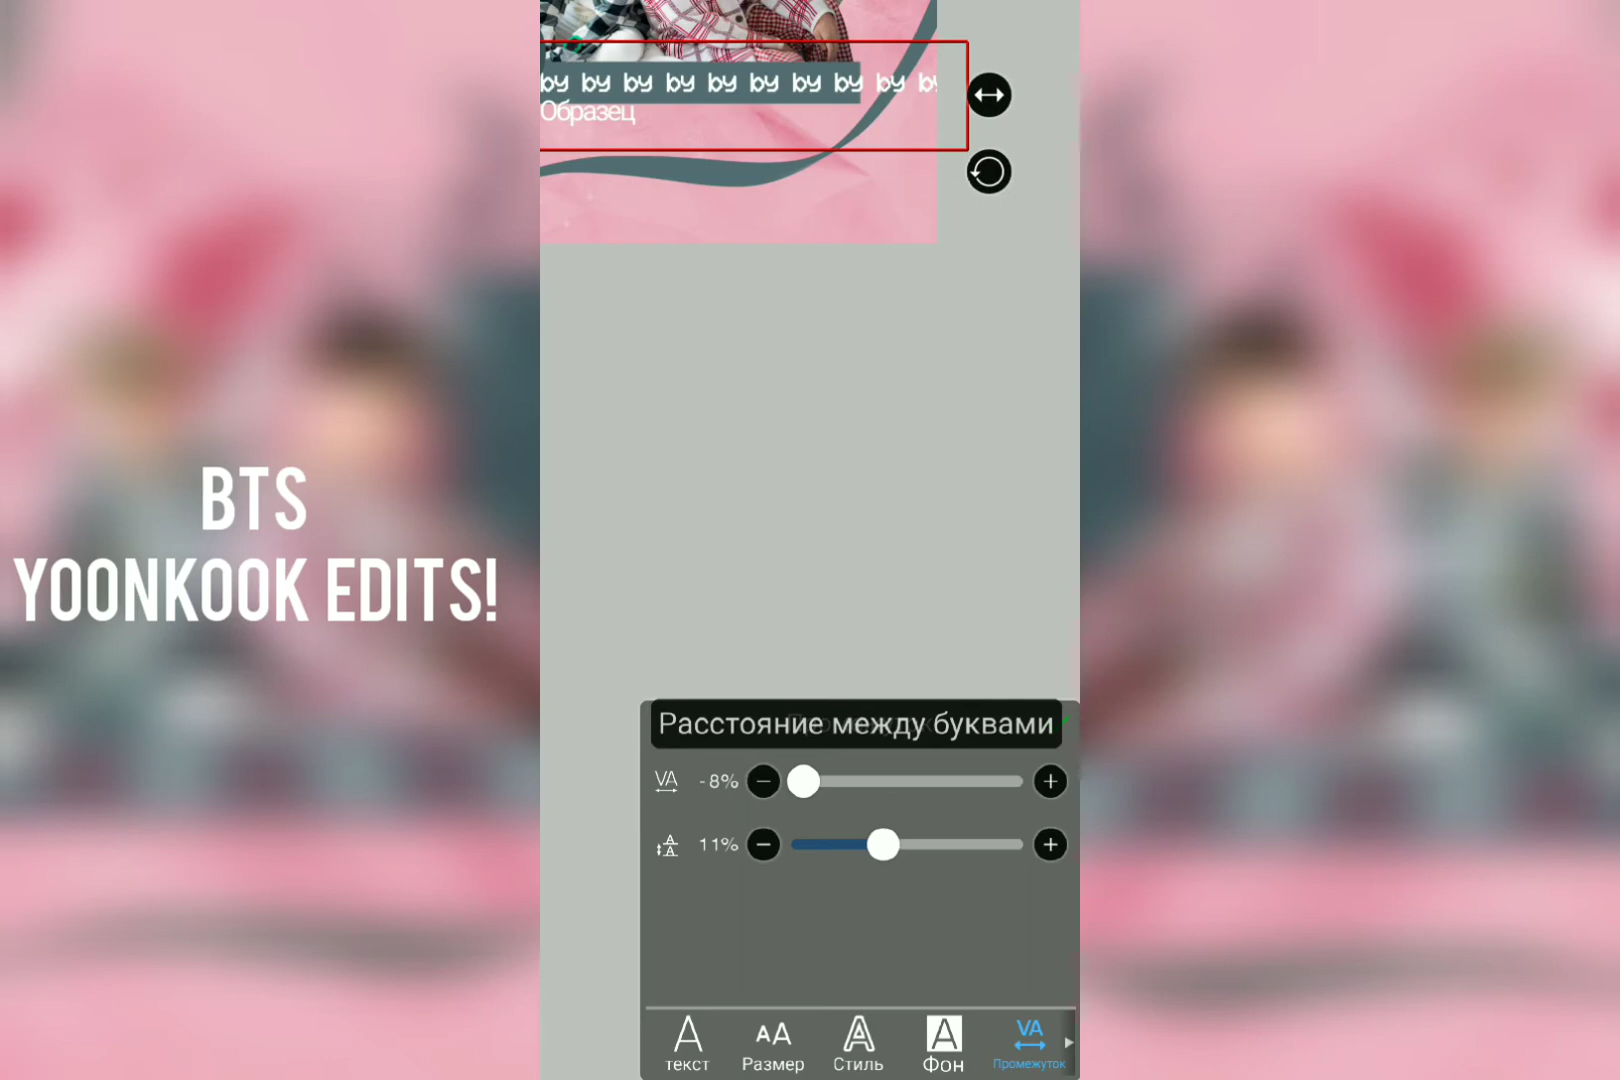 by by by by by by by by by by
Образец
BTS
YOONKOOK EDITS!
Расстояние между буквами
VA -8%
A A 11%
A AA A A VA
текст Размер Стиль Фон Промежуток